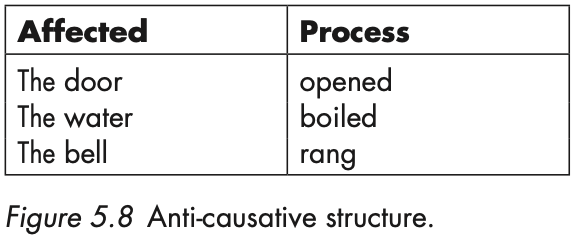 Affected Process
The door opened
The water boiled
The bell rang
Figure 5.8 Anti-causative structure.